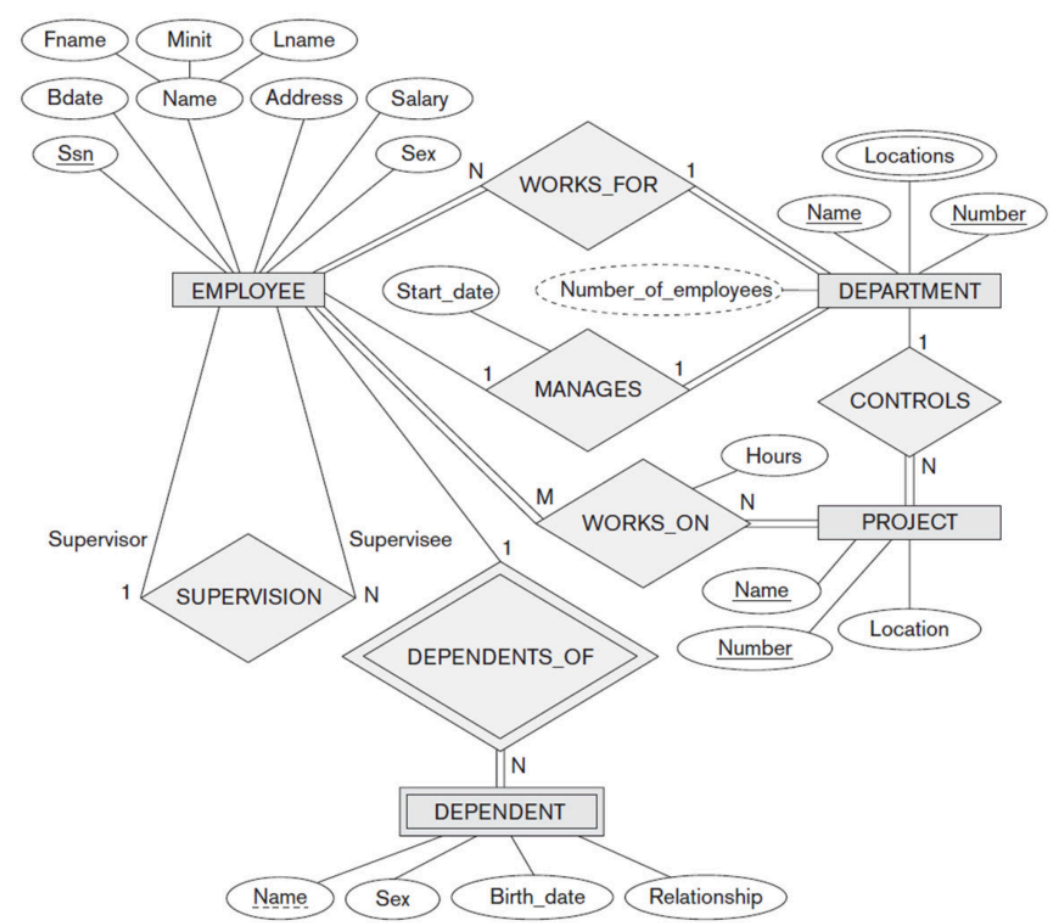 Fname
Minit
Lname
Bdate
Name
Address
Salary
Ssn
Sex
N
WORKS_FOR
1
Locations
Name
Number
EMPLOYEE
Start_date
Number_of_employees
DEPARTMENT
1
MANAGES
1
1
CONTROLS
N
Hours
M
WORKS_ON
N
PROJECT
Supervisor
Supervisee
1
SUPERVISION
N
1
Name
Number
Location
DEPENDENTS_OF
N
DEPENDENT
Name
Sex
Birth_date
Relationship